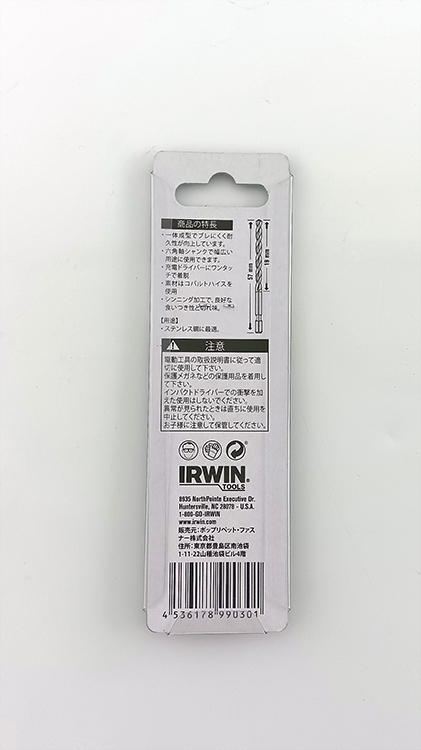 商品の特長
・一体成型でブレにくく耐
久性が向上しています。
・六角軸シャンクで幅広い
用途に使用できます。
・充電ドライバーにワンタッ
チで着脱
・素材はコバルトハイスを
使用
・シンニング加工で、良好な
食いつき性と切れ味。
【用途】
・ステンレス鋼に最適。
57 mm
19 mm
注意
電動工具の取扱説明書に従って適
切に使用して下さい。
保護メガネなどの保護用品を着用し
て下さい。
インパクトドライバーでの衝撃を加
えた使用はしないでください。
異常が見られたときは直ちに使用を
中止してください。
お子様に注意して保管してください。
IRWIN.
TOOLS
8935 NorthPointe Executive Dr.
Huntersville, NC 28078 - U.S.A.
1-800-GO-IRWIN
www.irwin.com
販売元：ポップリベット・ファス
ナー株式会社
住所：東京都豊島区南池袋
1-11-22山種池袋ビル4階
4 536178 990301